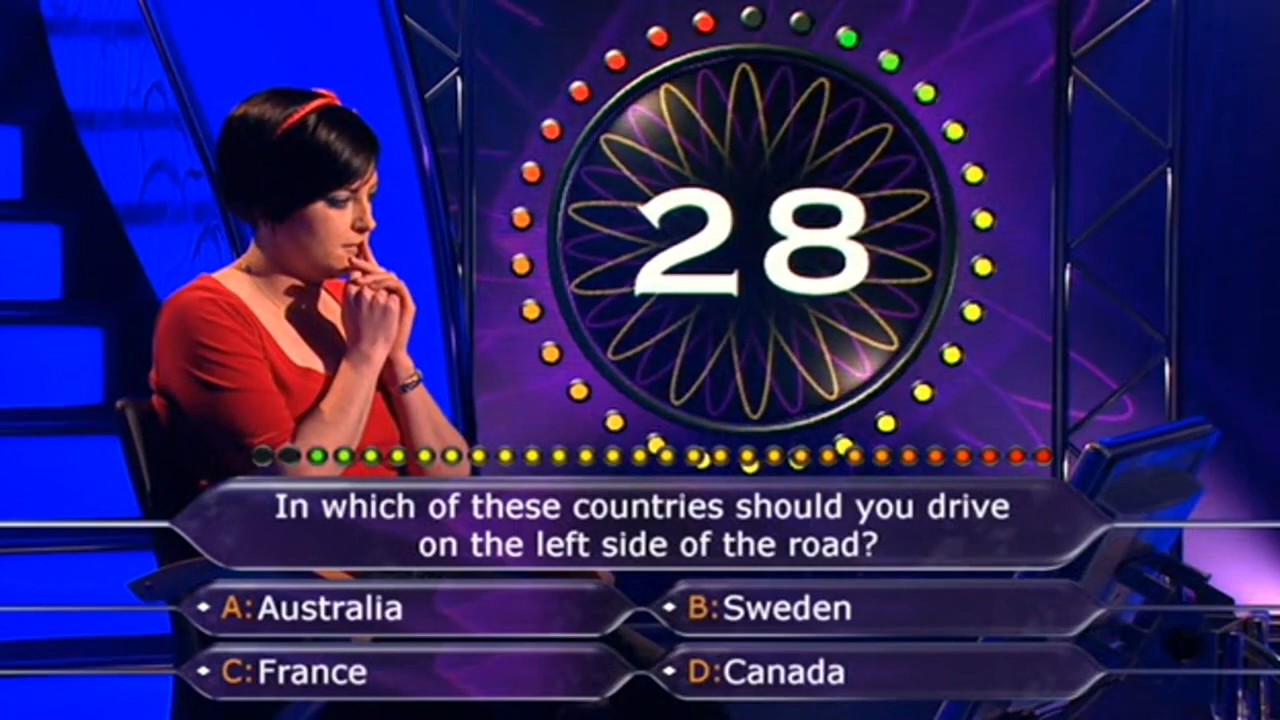 28
In which of these countries should you drive
on the left side of the road?
A: Australia
B: Sweden
C: France
D: Canada